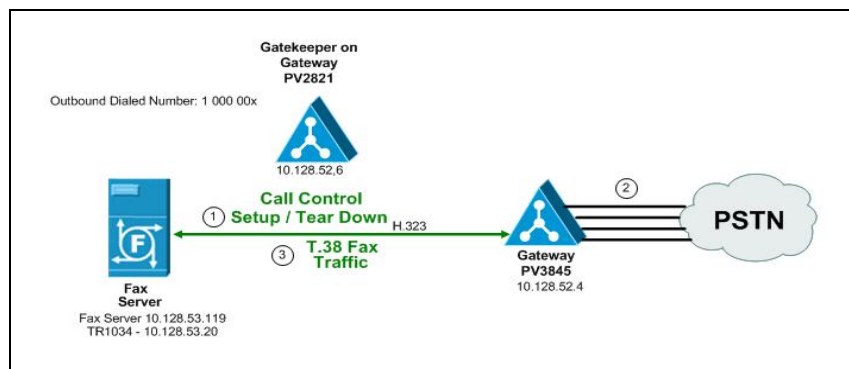 Gatekeeper on
Gateway
PV2821
Outbound Dialed Number: 1 000 00x
10.128.52,6
Call Control
1
Setup / Tear Down
H.323
2
PSTN
3
T.38 Fax
Traffic
F
Fax
Server
Fax Server 10.128.53.119
TR1034 - 10.128.53.20
Gateway
PV3845
10.128.52.4